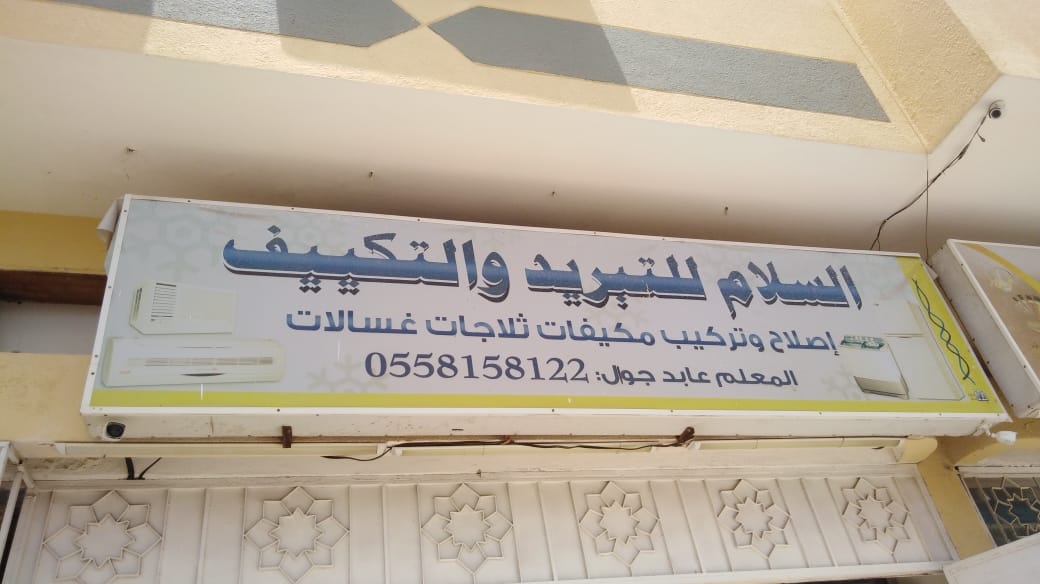 السلام للتبريد والتكييف
إصلاح وتركيب مكيفات ثلاجات غسالات
المعلم عابد جوال: 0558158122